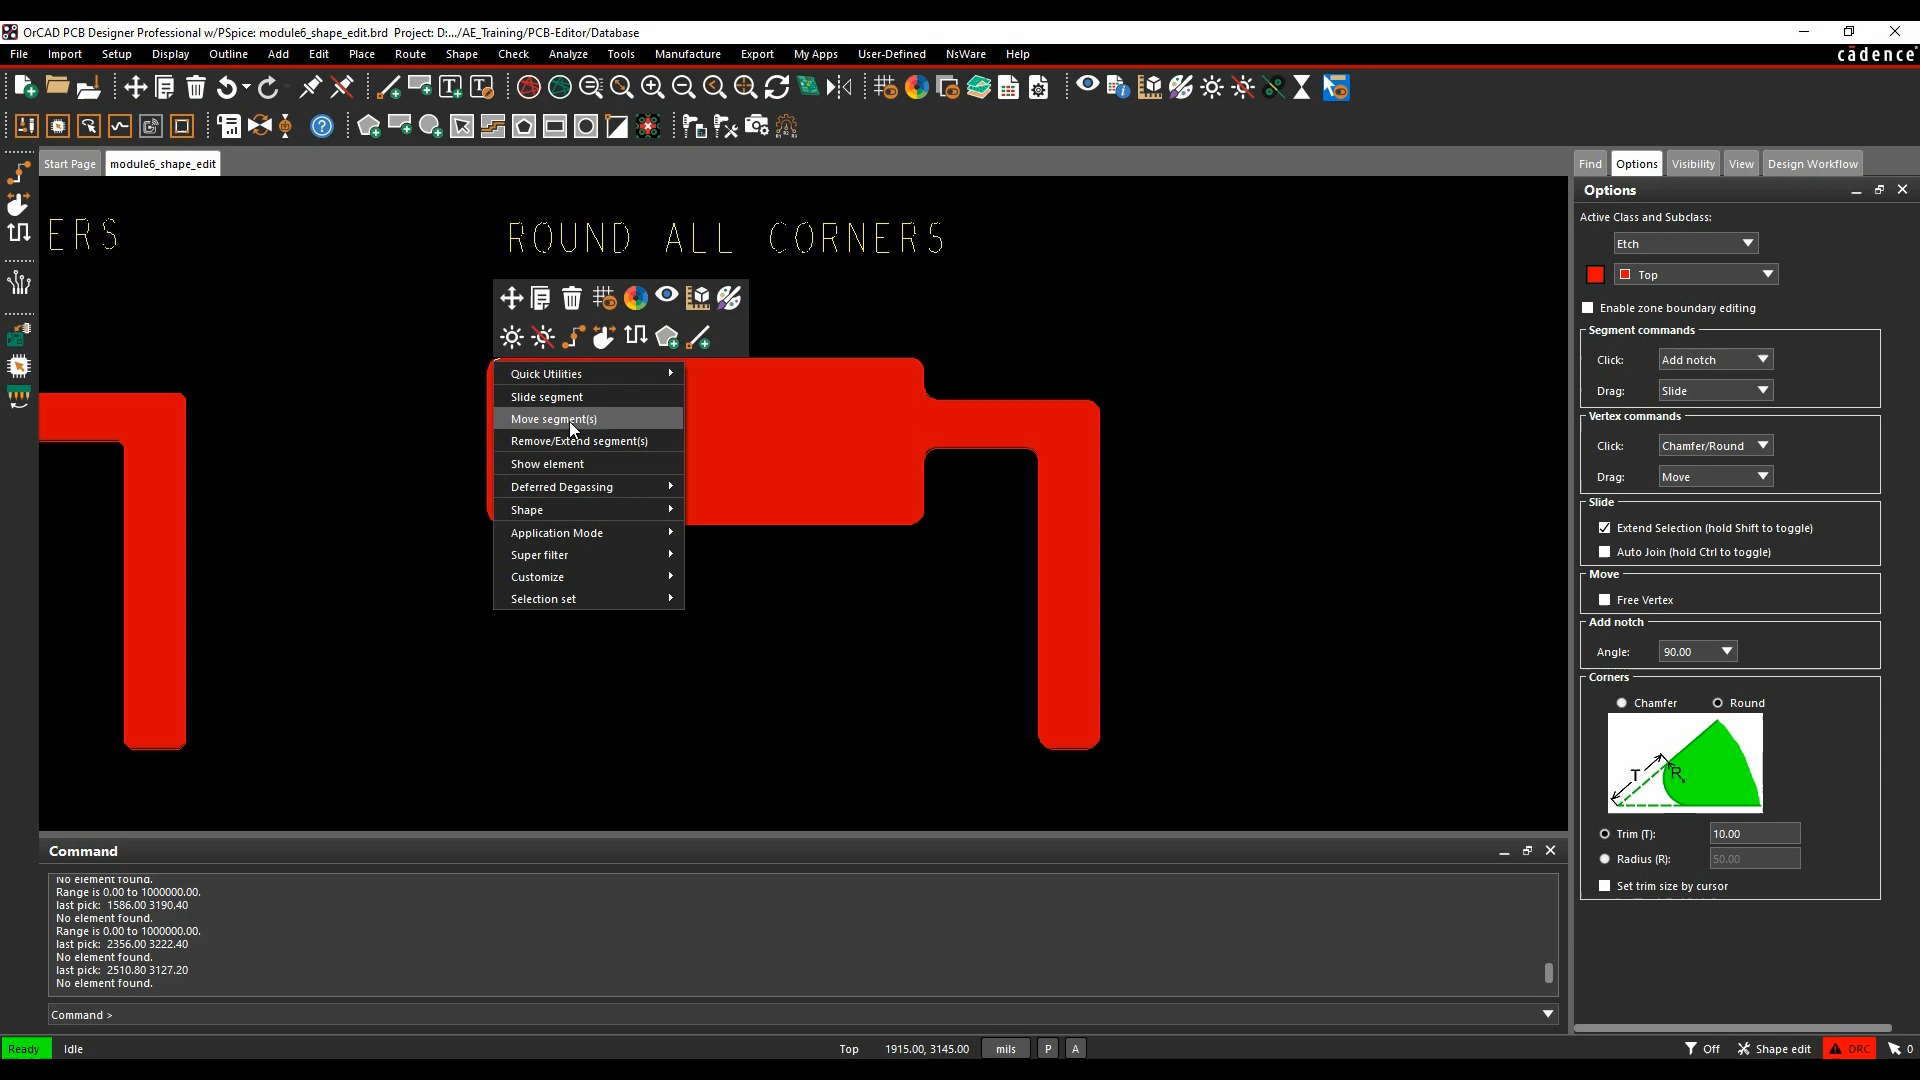 OrCAD PCB Designer Professional w/PSpice: module6_shape_edit.brd Project: D:.../AE_Training/PCB-Editor/Database
File Import Setup Display Outline Add Edit Place Route Shape Check Analyze Tools Manufacture Export My Apps User-Defined NsWare Help
cādence
Start Page module6_shape_edit
Find Options Visibility View Design Workflow
Options
Active Class and Subclass:
Etch
Top
Enable zone boundary editing
Segment commands
Click: Add notch
Drag: Slide
Vertex commands
Click: Chamfer/Round
Drag: Move
Slide
Extend Selection (hold Shift to toggle)
Auto Join (hold Ctrl to toggle)
Move
Free Vertex
Add notch
Angle: 90.00
Corners
Chamfer Round
T R
Trim (T): 10.00
Radius (R): 50.00
Set trim size by cursor
ERS ROUND ALL CORNERS
Quick Utilities
Slide segment
Move segment(s)
Remove/Extend segment(s)
Show element
Deferred Degassing
Shape
Application Mode
Super filter
Customize
Selection set
Command
No element found.
Range is 0.00 to 1000000.00.
last pick: 1586.00 3190.40
No element found.
Range is 0.00 to 1000000.00.
last pick: 2356.00 3222.40
No element found.
last pick: 2510.80 3127.20
No element found.
Command >
Ready Idle Top 1915.00, 3145.00 mils P A Off Shape edit DRC 0